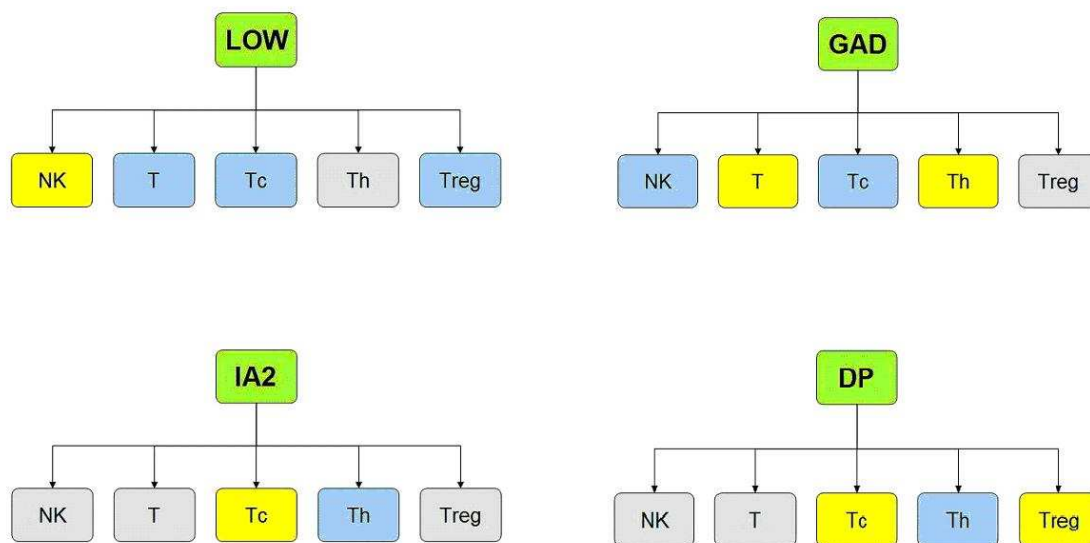 LOW
NK T Tc Th Treg
GAD
NK T Tc Th Treg
IA2
NK T Tc Th Treg
DP
NK T Tc Th Treg